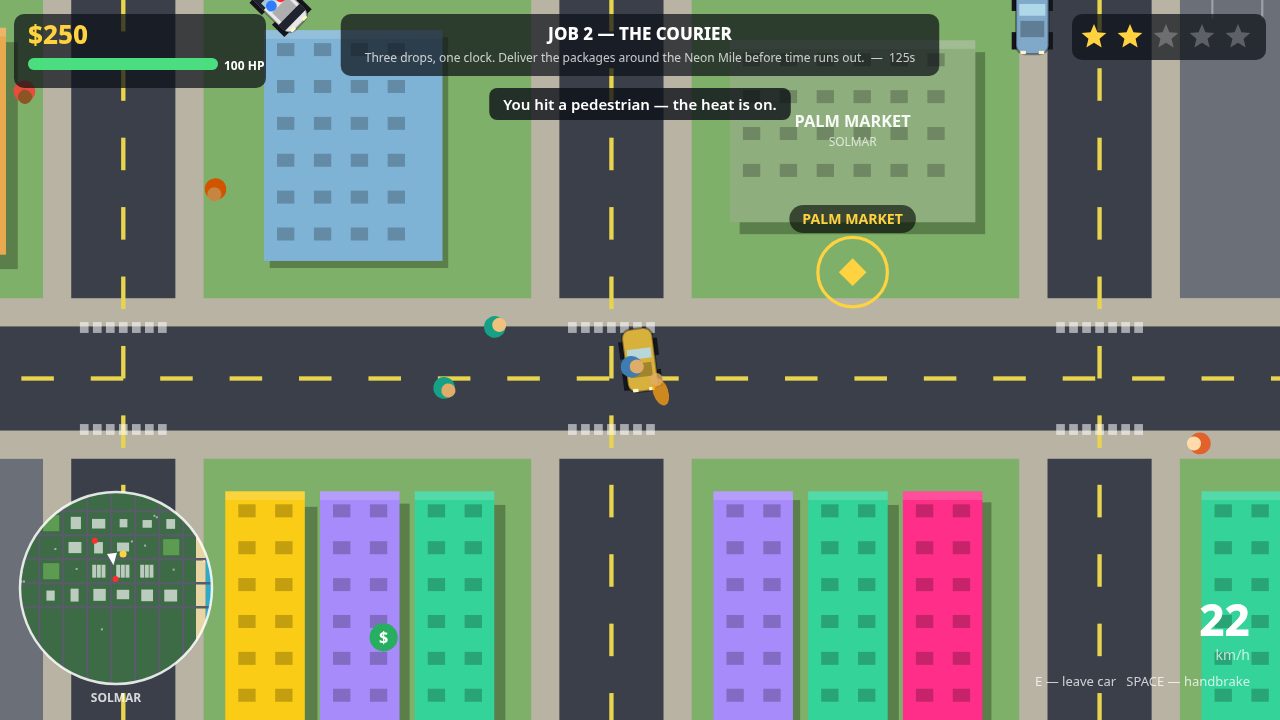 $250
100 HP
JOB 2 — THE COURIER
Three drops, one clock. Deliver the packages around the Neon Mile before time runs out. — 125s
You hit a pedestrian — the heat is on.
PALM MARKET
SOLMAR
PALM MARKET
$
22
km/h
E — leave car SPACE — handbrake
SOLMAR